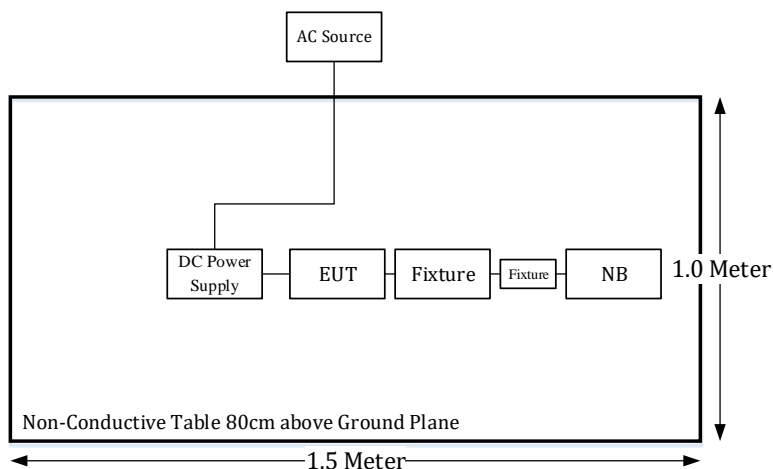 AC Source
DC Power
Supply
EUT
Fixture
Fixture
NB
1.0 Meter
Non-Conductive Table 80cm above Ground Plane
1.5 Meter